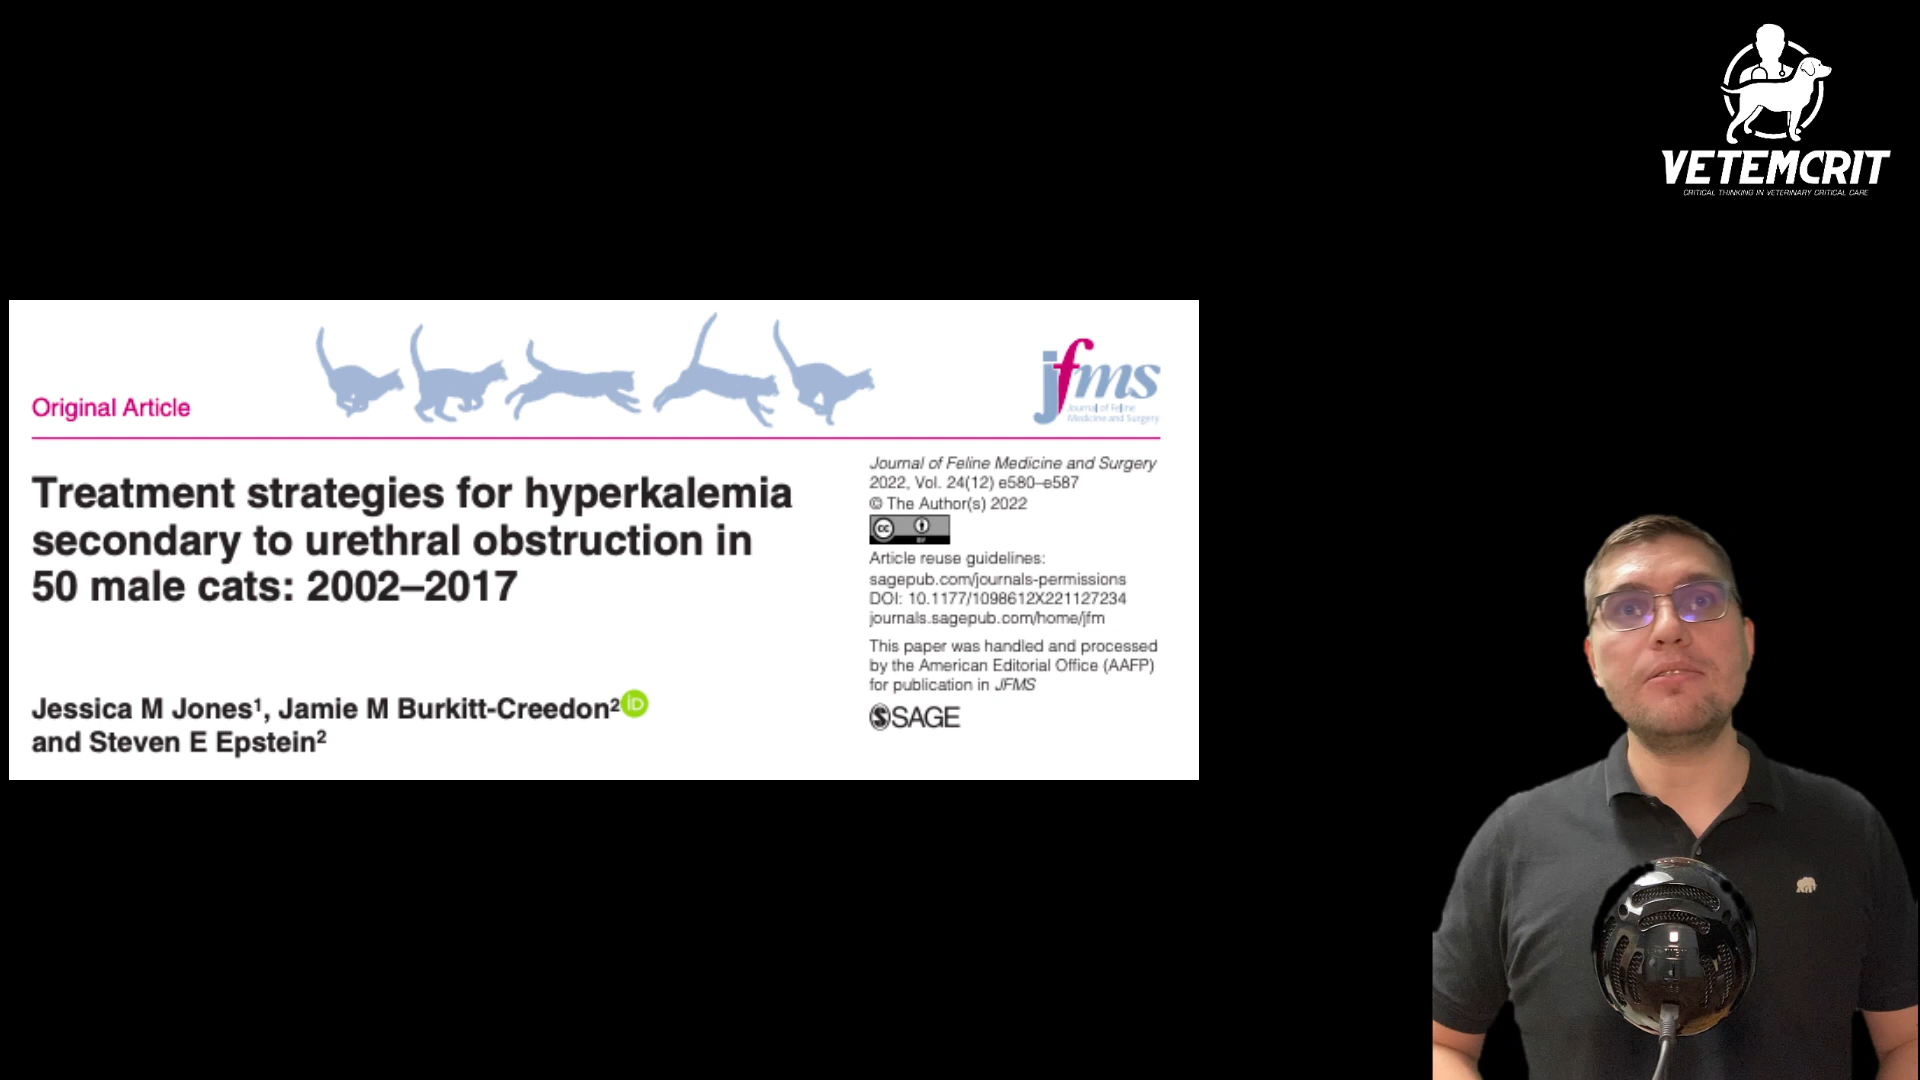 VETEMCRIT
CRITICAL THINKING IN VETERINARY CRITICAL CARE
Original Article
jfms
Journal of Feline
Medicine and Surgery
Treatment strategies for hyperkalemia
secondary to urethral obstruction in
50 male cats: 2002–2017
Jessica M Jones¹, Jamie M Burkitt-Creedon² iD
and Steven E Epstein²
Journal of Feline Medicine and Surgery
2022, Vol. 24(12) e580–e587
© The Author(s) 2022
cc
BY
Article reuse guidelines:
sagepub.com/journals-permissions
DOI: 10.1177/1098612X221127234
journals.sagepub.com/home/jfm
This paper was handled and processed
by the American Editorial Office (AAFP)
for publication in JFMS
SAGE